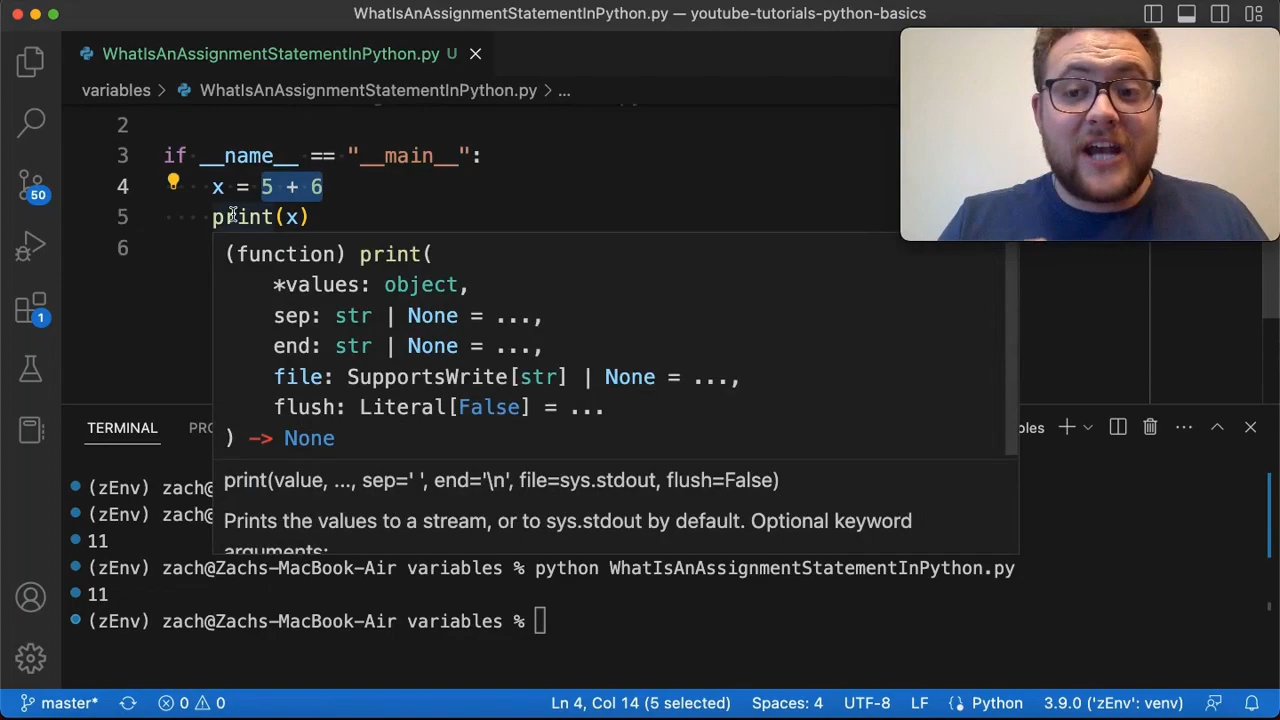 WhatIsAnAssignmentStatementInPython.py — youtube-tutorials-python-basics
WhatIsAnAssignmentStatementInPython.py U
variables > WhatIsAnAssignmentStatementInPython.py > ...
2
3 if __name__ == "__main__":
4 x = 5 + 6
5 print(x)
6
(function) print(
*values: object,
sep: str | None = ...,
end: str | None = ...,
file: SupportsWrite[str] | None = ...,
flush: Literal[False] = ...
) -> None
print(value, ..., sep=' ', end='\n', file=sys.stdout, flush=False)
Prints the values to a stream, or to sys.stdout by default. Optional keyword
arguments:
50
1
TERMINAL PRO
bles
(zEnv) zach@
(zEnv) zach@
11
(zEnv) zach@Zachs-MacBook-Air variables % python WhatIsAnAssignmentStatementInPython.py
11
(zEnv) zach@Zachs-MacBook-Air variables %
master* 0 0 Ln 4, Col 14 (5 selected) Spaces: 4 UTF-8 LF Python 3.9.0 ('zEnv': venv)